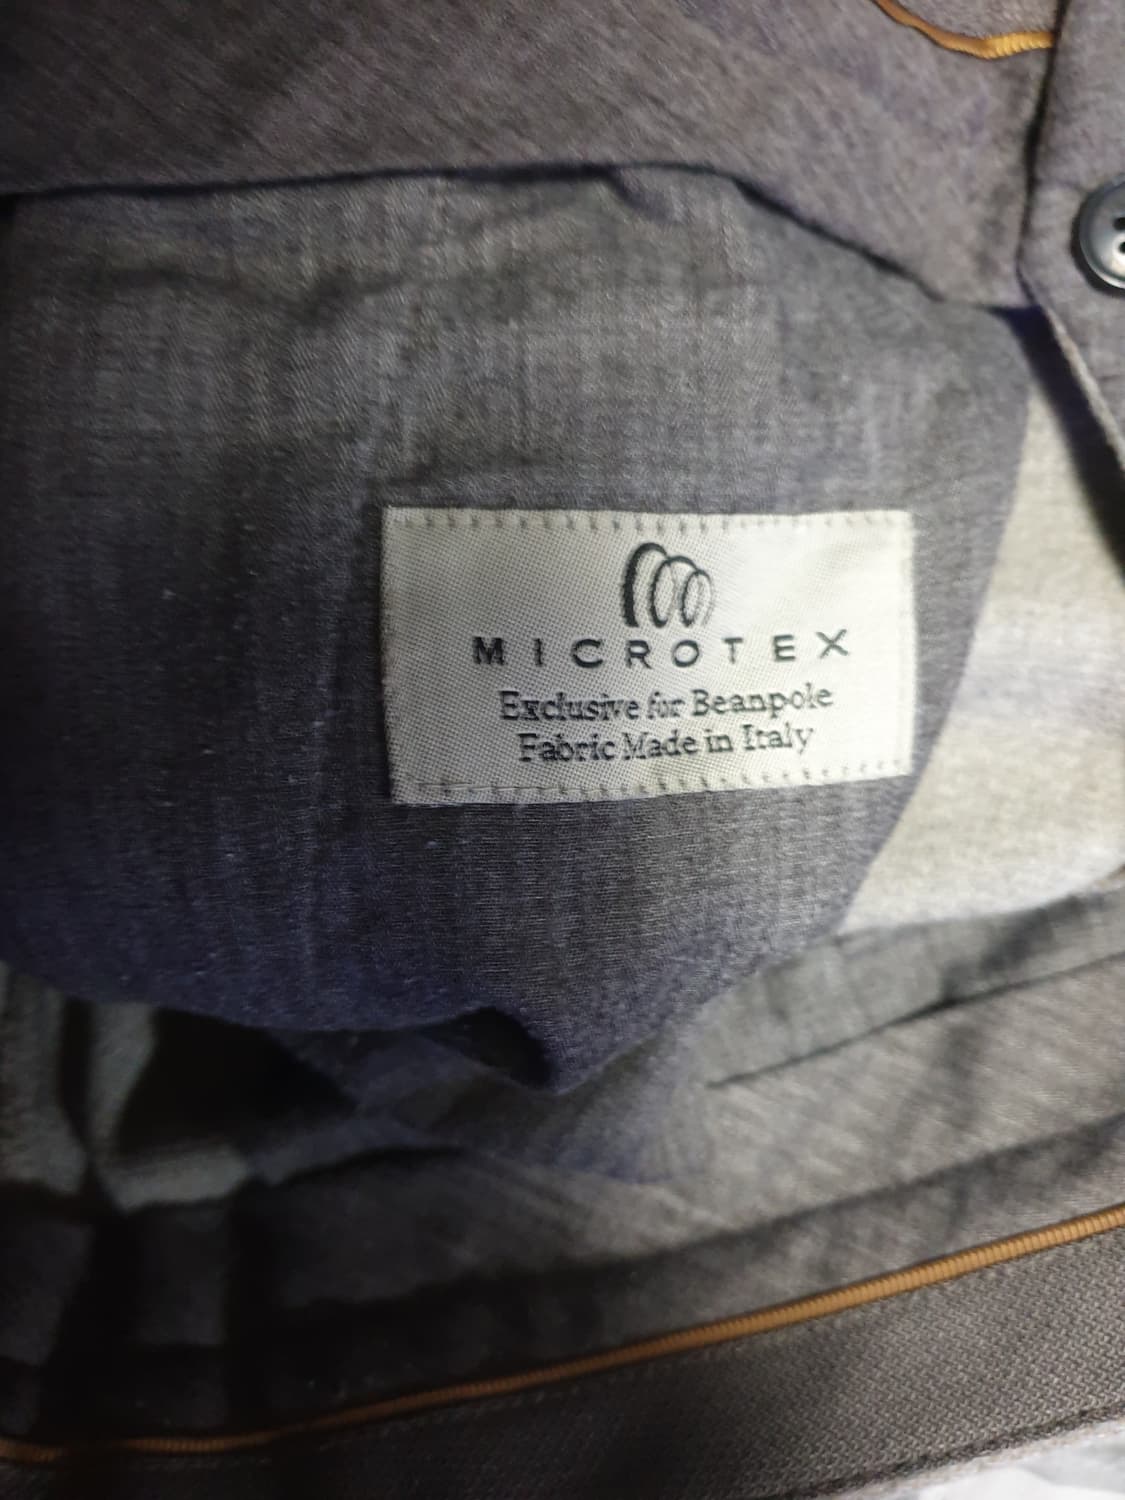 MICROTEX
Exclusive for Beanpole
Fabric Made in Italy